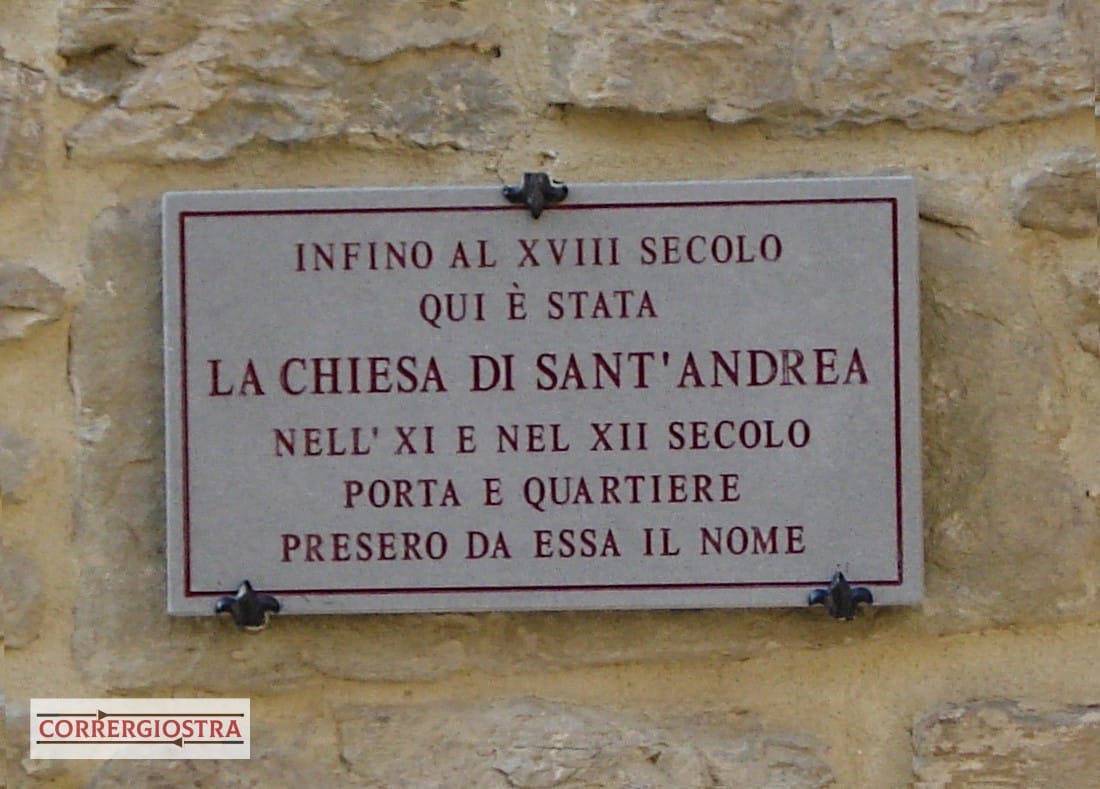 INFINO AL XVIII SECOLO
QUI È STATA
LA CHIESA DI SANT'ANDREA
NELL' XI E NEL XII SECOLO
PORTA E QUARTIERE
PRESERO DA ESSA IL NOME
CORRERGIOSTRA